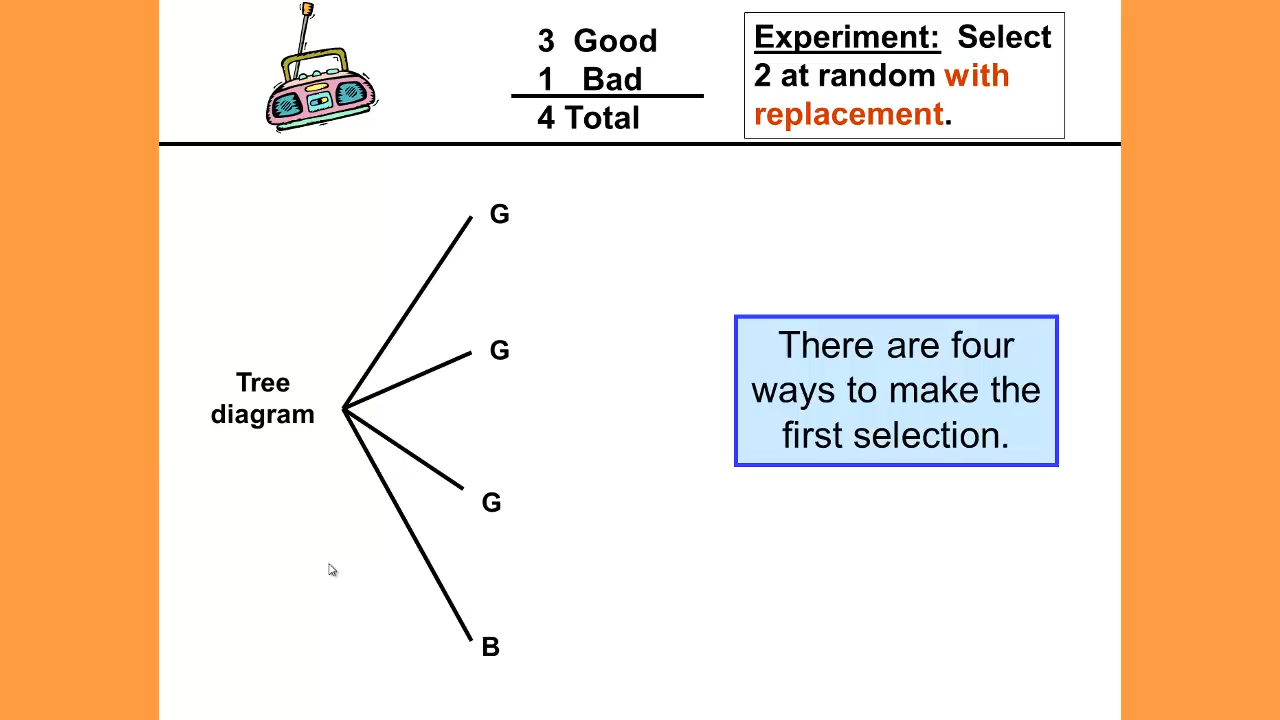 3 Good
1 Bad
4 Total
Experiment: Select
2 at random with
replacement.
G
G
Tree
diagram
G
B
There are four
ways to make the
first selection.